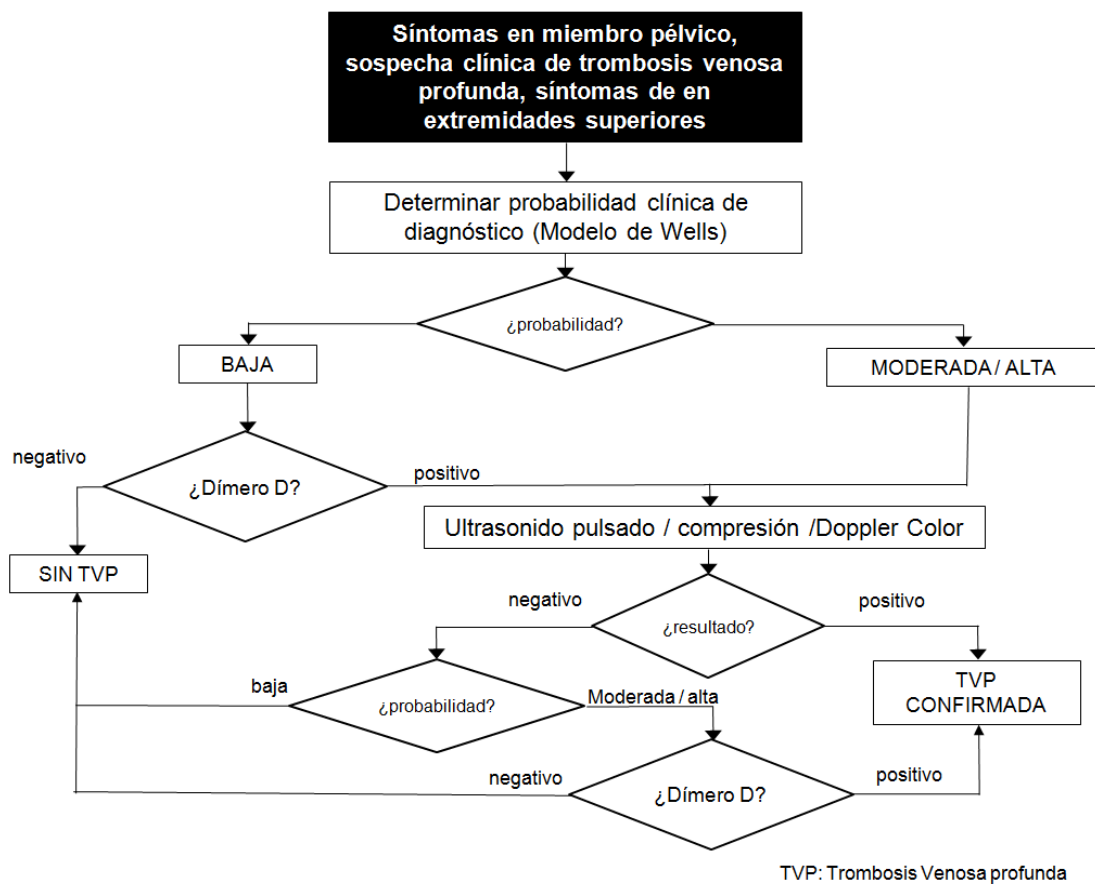 Síntomas en miembro pélvico,
sospecha clínica de trombosis venosa
profunda, síntomas de en
extremidades superiores
Determinar probabilidad clínica de
diagnóstico (Modelo de Wells)
¿probabilidad?
BAJA
MODERADA / ALTA
negativo
¿Dímero D?
positivo
Ultrasonido pulsado / compresión /Doppler Color
SIN TVP
negativo
¿resultado?
positivo
baja
¿probabilidad?
Moderada / alta
TVP
CONFIRMADA
negativo
¿Dímero D?
positivo
TVP: Trombosis Venosa profunda